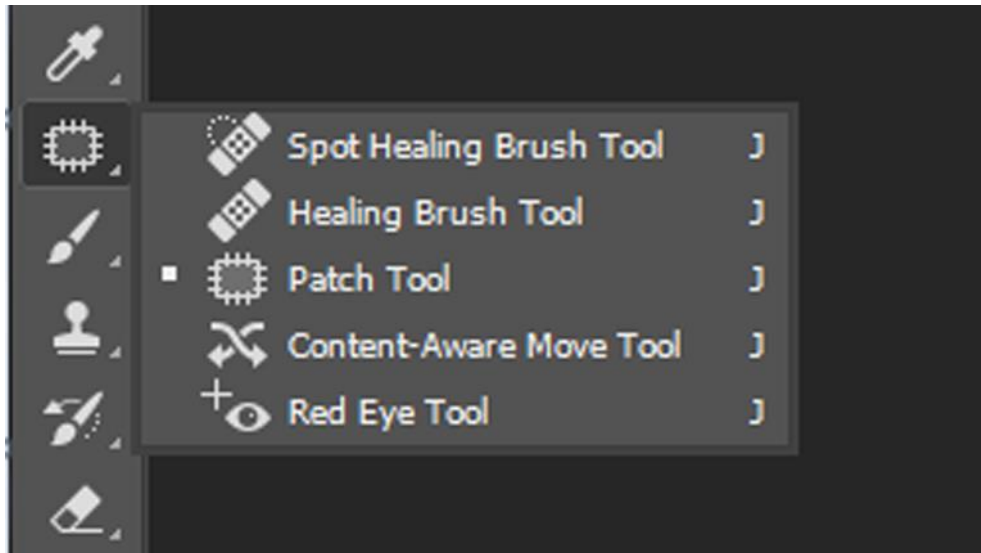 Spot Healing Brush Tool J
Healing Brush Tool J
Patch Tool J
Content-Aware Move Tool J
Red Eye Tool J